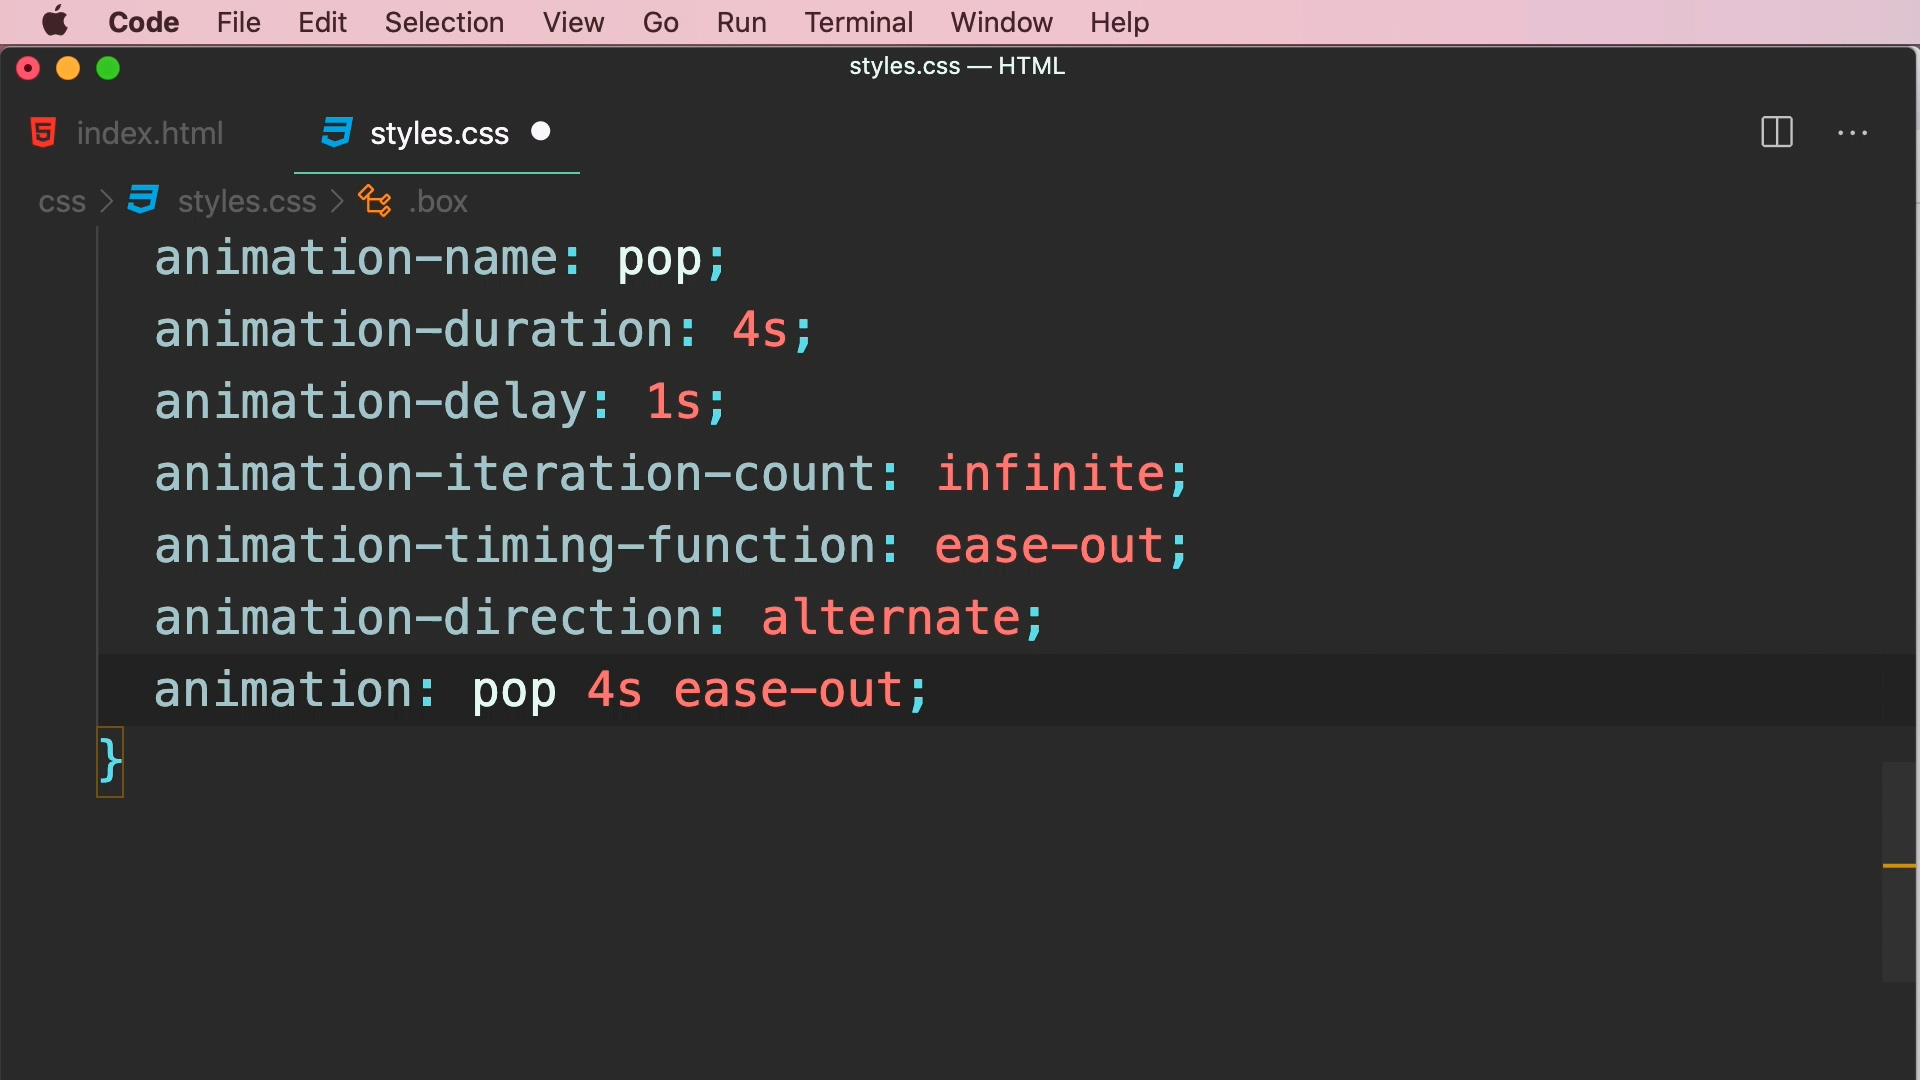 Code File Edit Selection View Go Run Terminal Window Help
styles.css — HTML
index.html styles.css
css > styles.css > .box
animation-name: pop;
animation-duration: 4s;
animation-delay: 1s;
animation-iteration-count: infinite;
animation-timing-function: ease-out;
animation-direction: alternate;
animation: pop 4s ease-out;
}